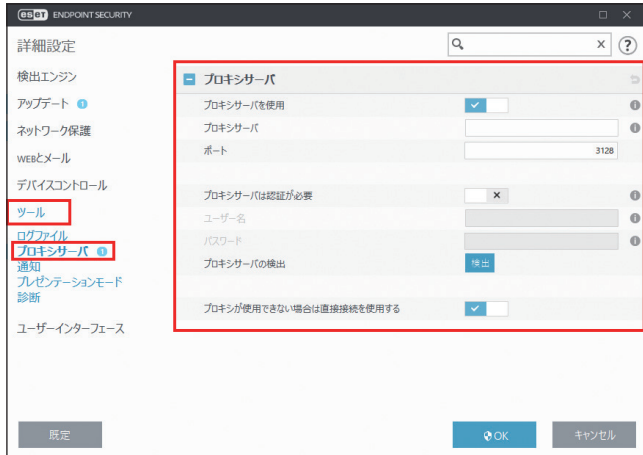 eset ENDPOINT SECURITY
詳細設定
検出エンジン
アップデート 1
ネットワーク保護
WEBとメール
デバイスコントロール
ツール
ログファイル
プロキシサーバ 1
通知
プレゼンテーションモード
診断
ユーザーインターフェース
プロキシサーバ
プロキシサーバを使用
プロキシサーバ
ポート 3128
プロキシサーバは認証が必要
ユーザー名
パスワード
プロキシサーバの検出 検出
プロキシが使用できない場合は直接接続を使用する
既定 OK キャンセル